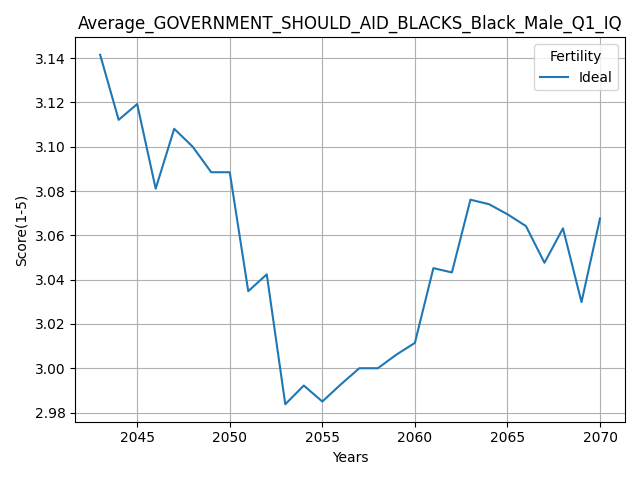 Average_GOVERNMENT_SHOULD_AID_BLACKS_Black_Male_Q1_IQ
Fertility
Ideal
Score(1-5)
3.14
3.12
3.10
3.08
3.06
3.04
3.02
3.00
2.98
2045 2050 2055 2060 2065 2070
Years